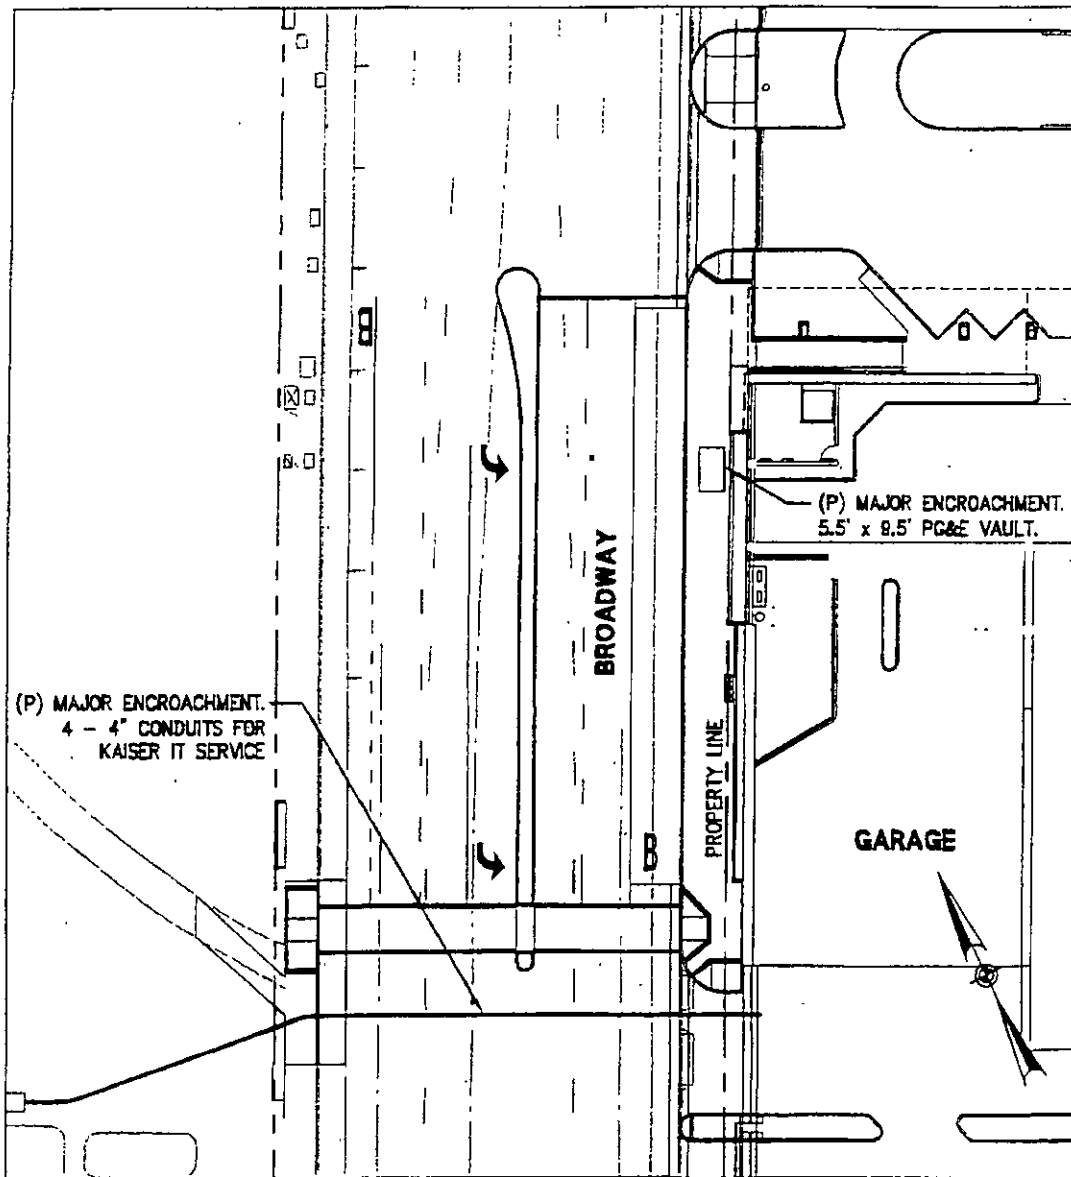 (P) MAJOR ENCROACHMENT.
5.5' x 9.5' PG&E VAULT.
BROADWAY
(P) MAJOR ENCROACHMENT.
4 - 4" CONDUITS FOR
KAISER IT SERVICE
PROPERTY LINE
GARAGE